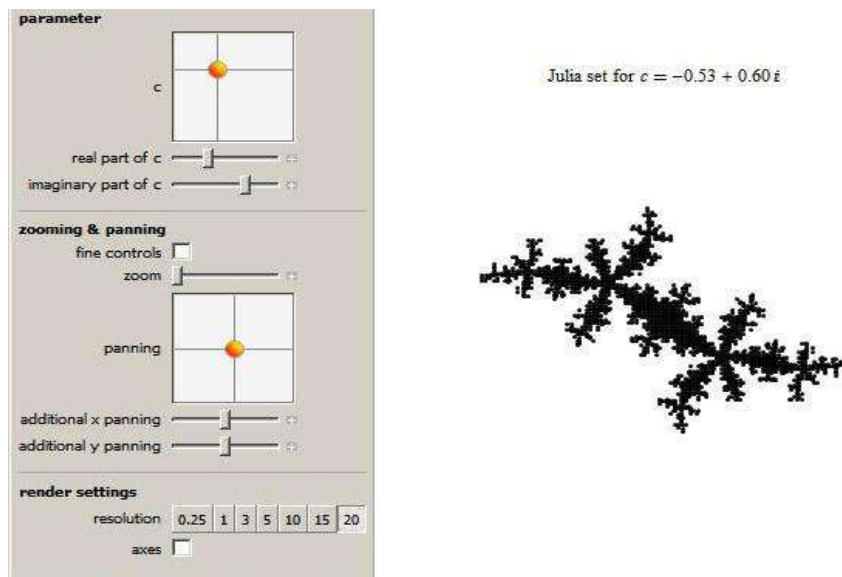 parameter
c
real part of c
imaginary part of c
zooming & panning
fine controls
zoom
panning
additional x panning
additional y panning
render settings
resolution 0.25 1 3 5 10 15 20
axes
Julia set for c = −0.53 + 0.60 i